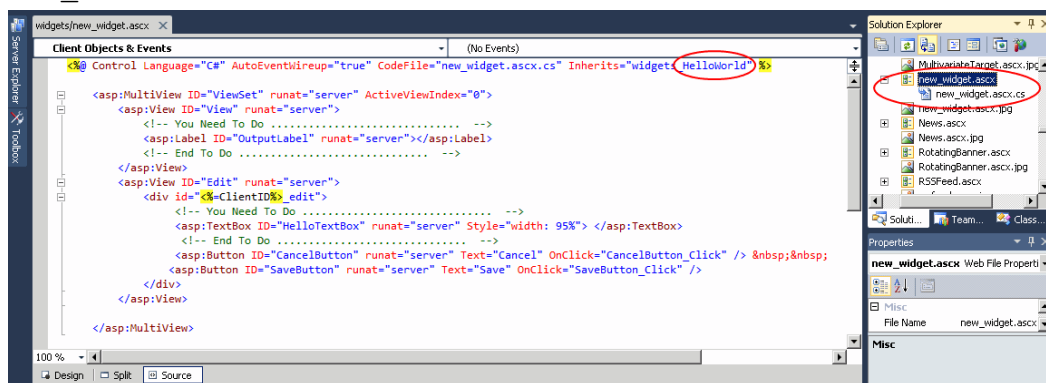 widgets/new_widget.ascx
Client Objects & Events
(No Events)
<%@ Control Language="C#" AutoEventWireup="true" CodeFile="new_widget.ascx.cs" Inherits="widgets_HelloWorld" %>
<asp:MultiView ID="ViewSet" runat="server" ActiveViewIndex="0">
<asp:View ID="View" runat="server">
<!-- You Need To Do .............................. -->
<asp:Label ID="OutputLabel" runat="server"></asp:Label>
<!-- End To Do .............................. -->
</asp:View>
<asp:View ID="Edit" runat="server">
<div id="<%=ClientID%>_edit">
<!-- You Need To Do .............................. -->
<asp:TextBox ID="HelloTextBox" runat="server" Style="width: 95%"> </asp:TextBox>
<!-- End To Do .............................. -->
<asp:Button ID="CancelButton" runat="server" Text="Cancel" OnClick="CancelButton_Click" /> &nbsp;&nbsp;
<asp:Button ID="SaveButton" runat="server" Text="Save" OnClick="SaveButton_Click" />
</div>
</asp:View>
</asp:MultiView>
100 %
Design
Split
Source
Server Explorer
Toolbox
Solution Explorer
MultivariateTarget.ascx.jpg
new_widget.ascx
new_widget.ascx.cs
new_widget.ascx.jpg
News.ascx
News.ascx.jpg
RotatingBanner.ascx
RotatingBanner.ascx.jpg
RSSFeed.ascx
Soluti...
Team...
Class...
Properties
new_widget.ascx Web File Properti
Misc
File Name new_widget.ascx
Misc